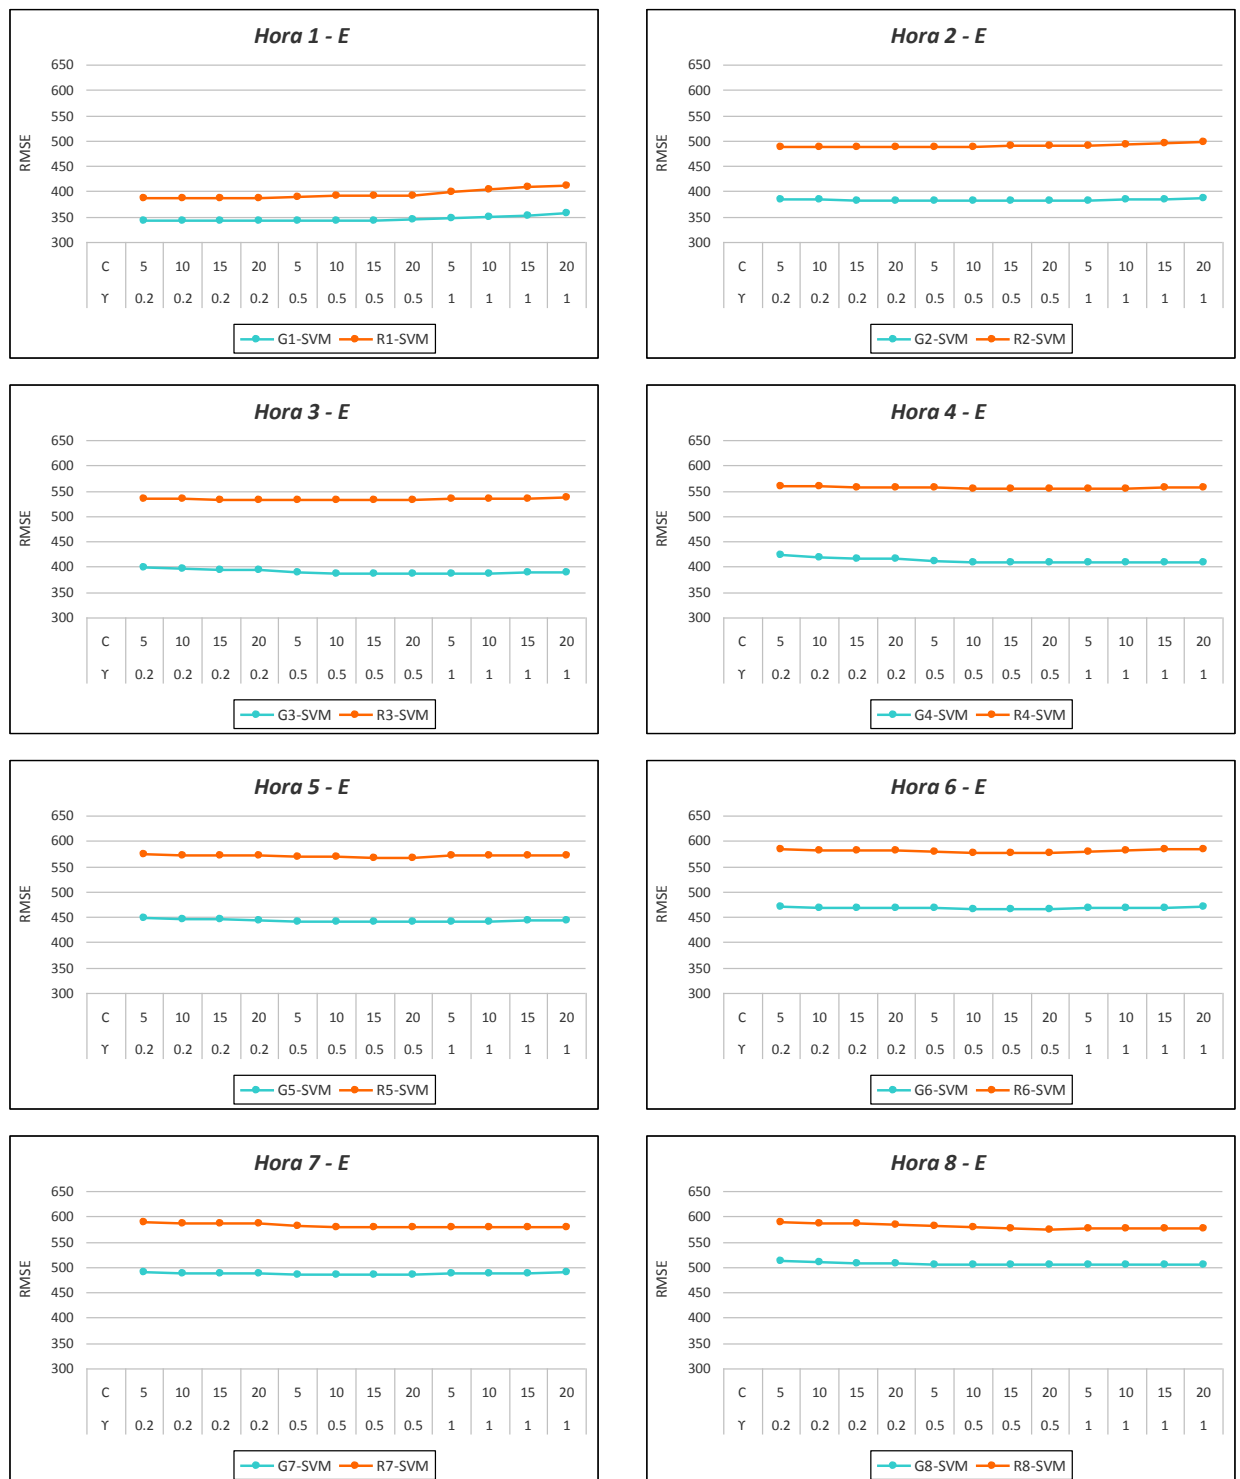 Hora 1 - E
650
600
550
500
450
400
350
300
RMSE
C 5 10 15 20 5 10 15 20 5 10 15 20
ϒ 0.2 0.2 0.2 0.2 0.5 0.5 0.5 0.5 1 1 1 1
G1-SVM R1-SVM
Hora 2 - E
650
600
550
500
450
400
350
300
RMSE
C 5 10 15 20 5 10 15 20 5 10 15 20
ϒ 0.2 0.2 0.2 0.2 0.5 0.5 0.5 0.5 1 1 1 1
G2-SVM R2-SVM
Hora 3 - E
650
600
550
500
450
400
350
300
RMSE
C 5 10 15 20 5 10 15 20 5 10 15 20
ϒ 0.2 0.2 0.2 0.2 0.5 0.5 0.5 0.5 1 1 1 1
G3-SVM R3-SVM
Hora 4 - E
650
600
550
500
450
400
350
300
RMSE
C 5 10 15 20 5 10 15 20 5 10 15 20
ϒ 0.2 0.2 0.2 0.2 0.5 0.5 0.5 0.5 1 1 1 1
G4-SVM R4-SVM
Hora 5 - E
650
600
550
500
450
400
350
300
RMSE
C 5 10 15 20 5 10 15 20 5 10 15 20
ϒ 0.2 0.2 0.2 0.2 0.5 0.5 0.5 0.5 1 1 1 1
G5-SVM R5-SVM
Hora 6 - E
650
600
550
500
450
400
350
300
RMSE
C 5 10 15 20 5 10 15 20 5 10 15 20
ϒ 0.2 0.2 0.2 0.2 0.5 0.5 0.5 0.5 1 1 1 1
G6-SVM R6-SVM
Hora 7 - E
650
600
550
500
450
400
350
300
RMSE
C 5 10 15 20 5 10 15 20 5 10 15 20
ϒ 0.2 0.2 0.2 0.2 0.5 0.5 0.5 0.5 1 1 1 1
G7-SVM R7-SVM
Hora 8 - E
650
600
550
500
450
400
350
300
RMSE
C 5 10 15 20 5 10 15 20 5 10 15 20
ϒ 0.2 0.2 0.2 0.2 0.5 0.5 0.5 0.5 1 1 1 1
G8-SVM R8-SVM